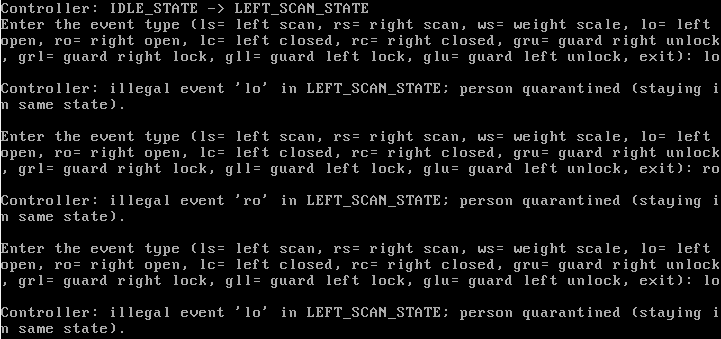 Controller: IDLE_STATE -> LEFT_SCAN_STATE
Enter the event type (ls= left scan, rs= right scan, ws= weight scale, lo= left
open, ro= right open, lc= left closed, rc= right closed, gru= guard right unlock
, grl= guard right lock, gll= guard left lock, glu= guard left unlock, exit): lo
Controller: illegal event 'lo' in LEFT_SCAN_STATE; person quarantined (staying i
n same state).
Enter the event type (ls= left scan, rs= right scan, ws= weight scale, lo= left
open, ro= right open, lc= left closed, rc= right closed, gru= guard right unlock
, grl= guard right lock, gll= guard left lock, glu= guard left unlock, exit): ro
Controller: illegal event 'ro' in LEFT_SCAN_STATE; person quarantined (staying i
n same state).
Enter the event type (ls= left scan, rs= right scan, ws= weight scale, lo= left
open, ro= right open, lc= left closed, rc= right closed, gru= guard right unlock
, grl= guard right lock, gll= guard left lock, glu= guard left unlock, exit): lo
Controller: illegal event 'lo' in LEFT_SCAN_STATE; person quarantined (staying i
n same state).